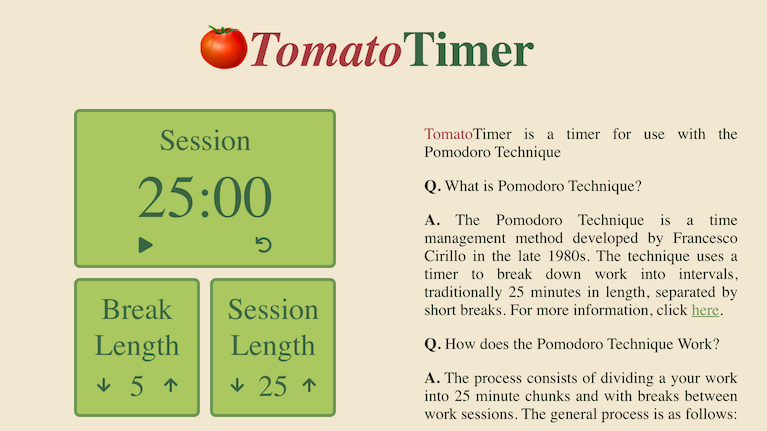 TomatoTimer
Session
25:00
Break
Length
5
Session
Length
25
TomatoTimer is a timer for use with the
Pomodoro Technique
Q. What is Pomodoro Technique?
A. The Pomodoro Technique is a time
management method developed by Francesco
Cirillo in the late 1980s. The technique uses a
timer to break down work into intervals,
traditionally 25 minutes in length, separated by
short breaks. For more information, click here.
Q. How does the Pomodoro Technique Work?
A. The process consists of dividing a your work
into 25 minute chunks and with breaks between
work sessions. The general process is as follows: